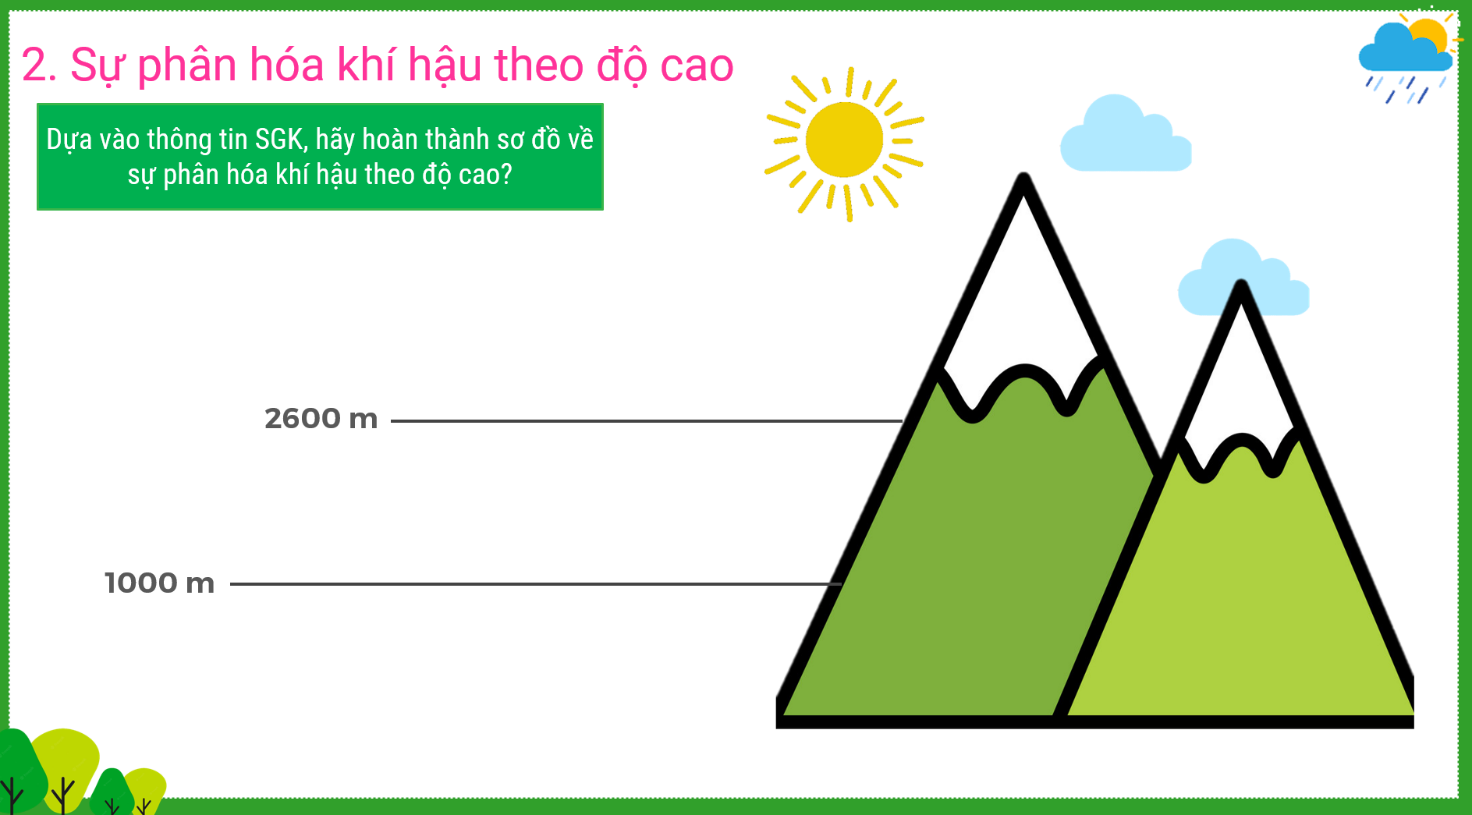 2. Sự phân hóa khí hậu theo độ cao
Dựa vào thông tin SGK, hãy hoàn thành sơ đồ về
sự phân hóa khí hậu theo độ cao?
2600 m
1000 m